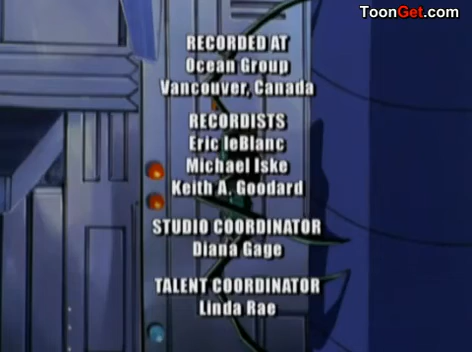 ToonGet.com
RECORDED AT
Ocean Group
Vancouver, Canada
RECORDISTS
Eric leBlanc
Michael Iske
Keith A. Goodard
STUDIO COORDINATOR
Diana Gage
TALENT COORDINATOR
Linda Rae